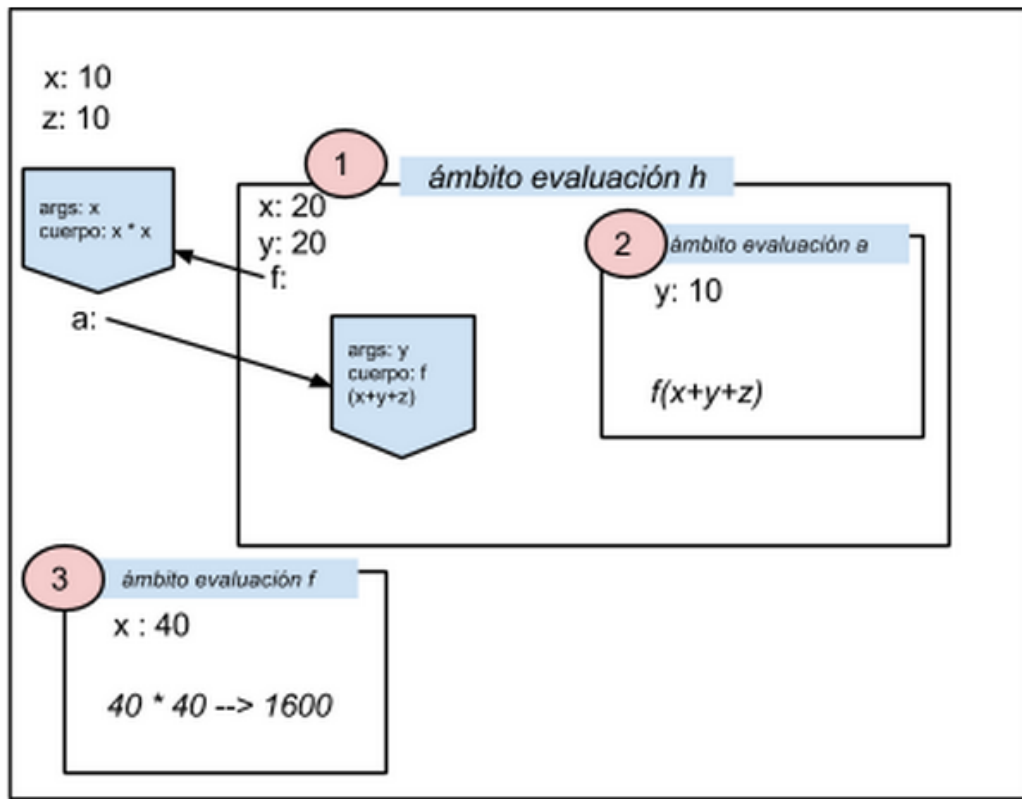 x: 10
z: 10
1
ámbito evaluación h
args: x
cuerpo: x * x
x: 20
y: 20
f:
2
ámbito evaluación a
y: 10
f(x+y+z)
a:
args: y
cuerpo: f
(x+y+z)
3
ámbito evaluación f
x : 40
40 * 40 --> 1600